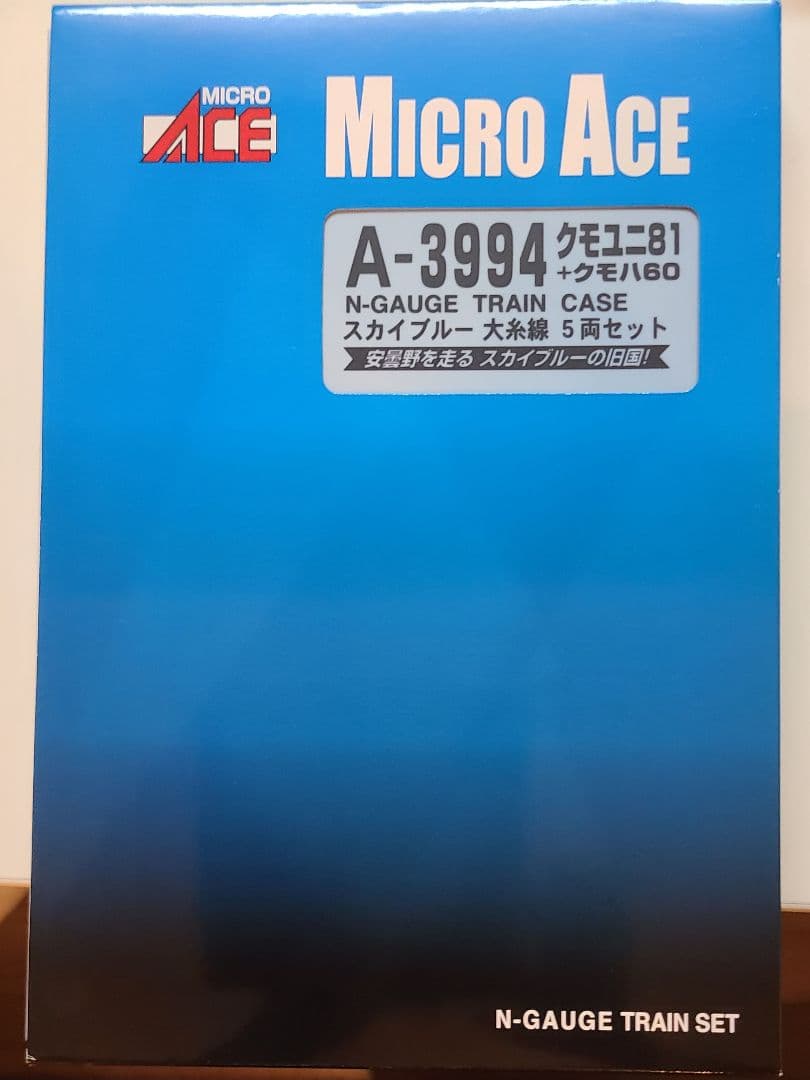 MICRO
ACE
MICRO ACE
A-3994 クモユニ81
+クモハ60
N-GAUGE TRAIN CASE
スカイブルー 大糸線 5両セット
安曇野を走る スカイブルーの旧国!
N-GAUGE TRAIN SET